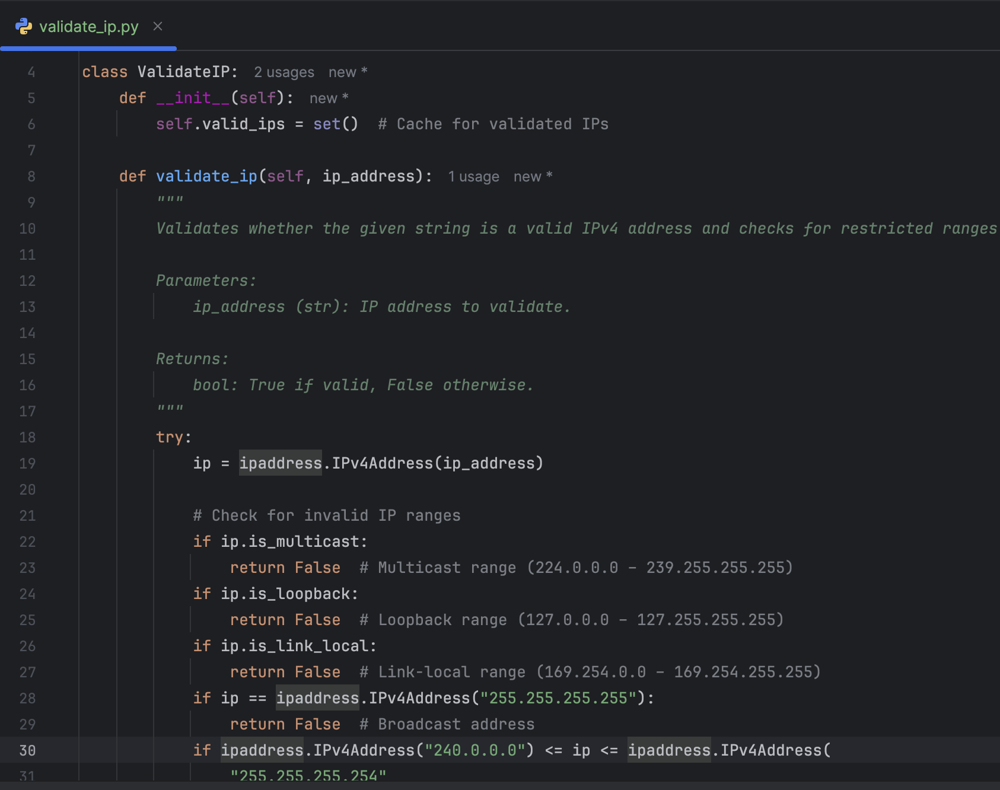 validate_ip.py
4 class ValidateIP: 2 usages new *
5 def __init__(self): new *
6 self.valid_ips = set() # Cache for validated IPs
7
8 def validate_ip(self, ip_address): 1 usage new *
9 """
10 Validates whether the given string is a valid IPv4 address and checks for restricted ranges
11
12 Parameters:
13 ip_address (str): IP address to validate.
14
15 Returns:
16 bool: True if valid, False otherwise.
17 """
18 try:
19 ip = ipaddress.IPv4Address(ip_address)
20
21 # Check for invalid IP ranges
22 if ip.is_multicast:
23 return False # Multicast range (224.0.0.0 – 239.255.255.255)
24 if ip.is_loopback:
25 return False # Loopback range (127.0.0.0 – 127.255.255.255)
26 if ip.is_link_local:
27 return False # Link-local range (169.254.0.0 – 169.254.255.255)
28 if ip == ipaddress.IPv4Address("255.255.255.255"):
29 return False # Broadcast address
30 if ipaddress.IPv4Address("240.0.0.0") <= ip <= ipaddress.IPv4Address(
31 "255.255.255.254"